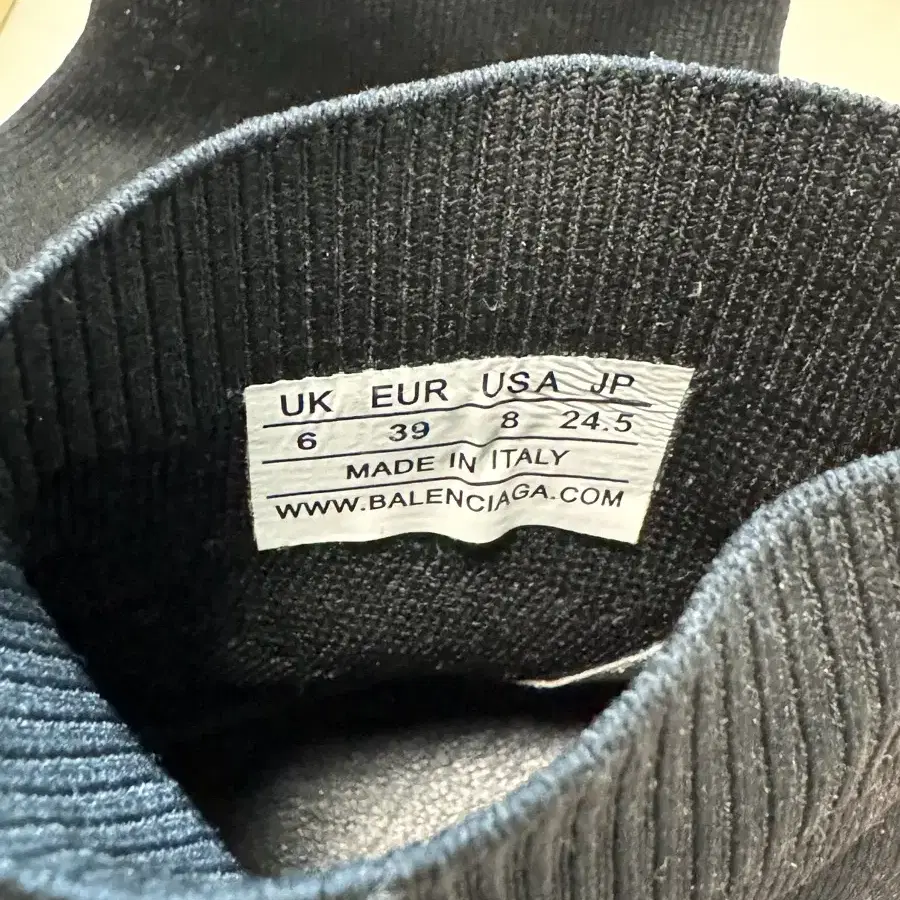 UK EUR USA JP
6 39 8 24.5
MADE IN ITALY
WWW.BALENCIAGA.COM